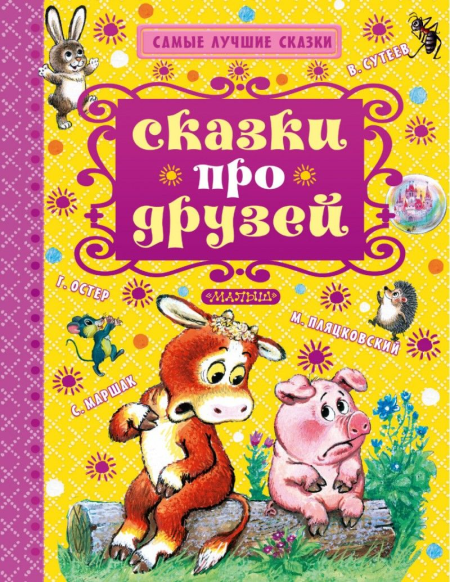 САМЫЕ ЛУЧШИЕ СКАЗКИ
В. СУТЕЕВ
Сказки
про
друзей
«МАЛЫШ»
Г. ОСТЕР
М. ПЛЯЦКОВСКИЙ
С. МАРШАК